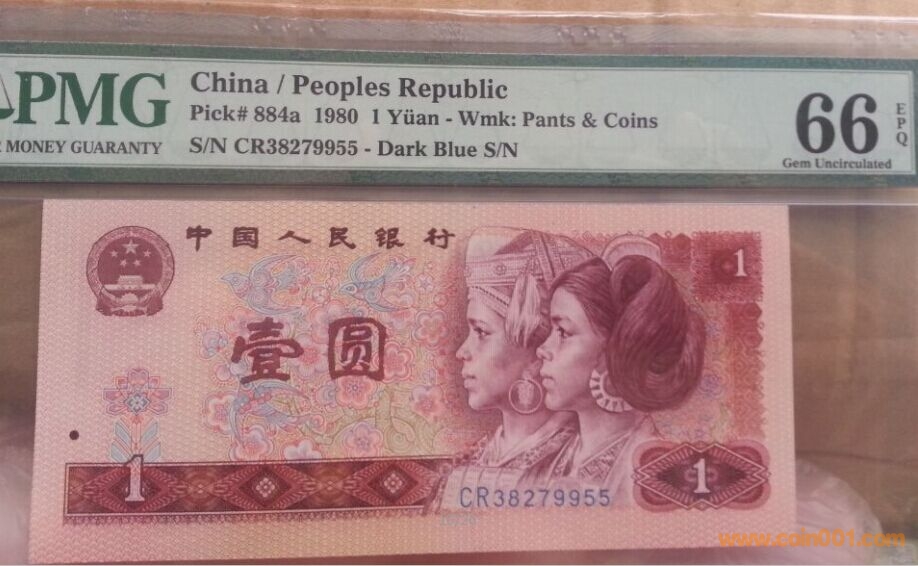 PMG
MONEY GUARANTY
China / Peoples Republic
Pick# 884a 1980 1 Yüan - Wmk: Pants & Coins
S/N CR38279955 - Dark Blue S/N
66
EPQ
Gem Uncirculated
中国人民银行
1
壹圆
1
CR38279955
1
www.coin001.com